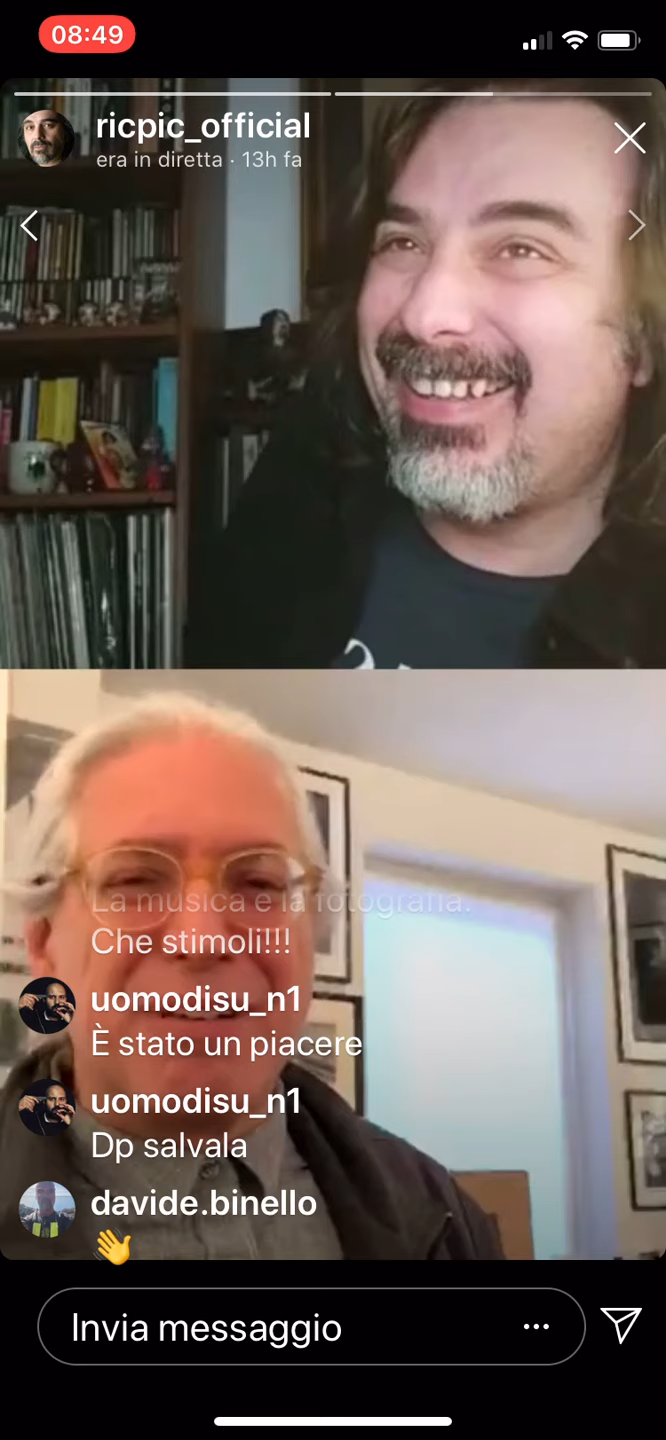 08:49
ricpic_official
era in diretta · 13h fa
La musica e la fotografia.
Che stimoli!!!
uomodisu_n1
È stato un piacere
uomodisu_n1
Dp salvala
davide.binello
👋
Invia messaggio